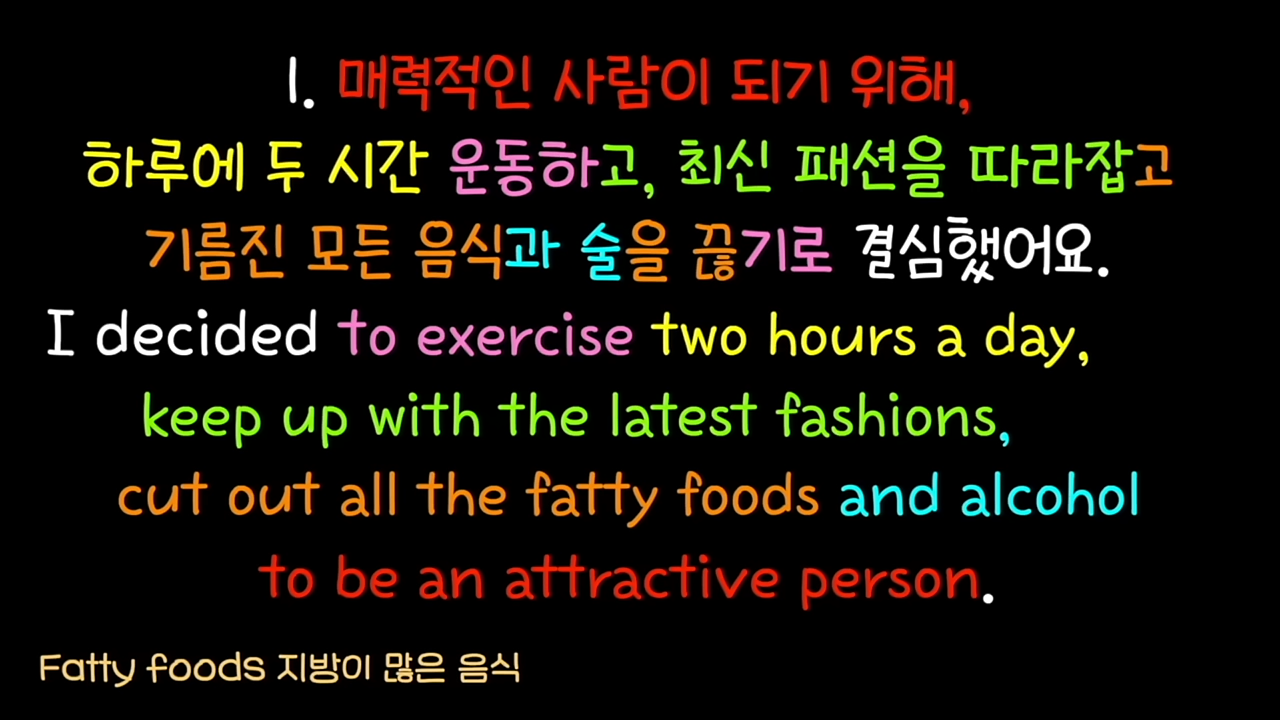 1. 매력적인 사람이 되기 위해,
하루에 두 시간 운동하고, 최신 패션을 따라잡고
기름진 모든 음식과 술을 끊기로 결심했어요.
I decided to exercise two hours a day,
keep up with the latest fashions,
cut out all the fatty foods and alcohol
to be an attractive person.
Fatty foods 지방이 많은 음식